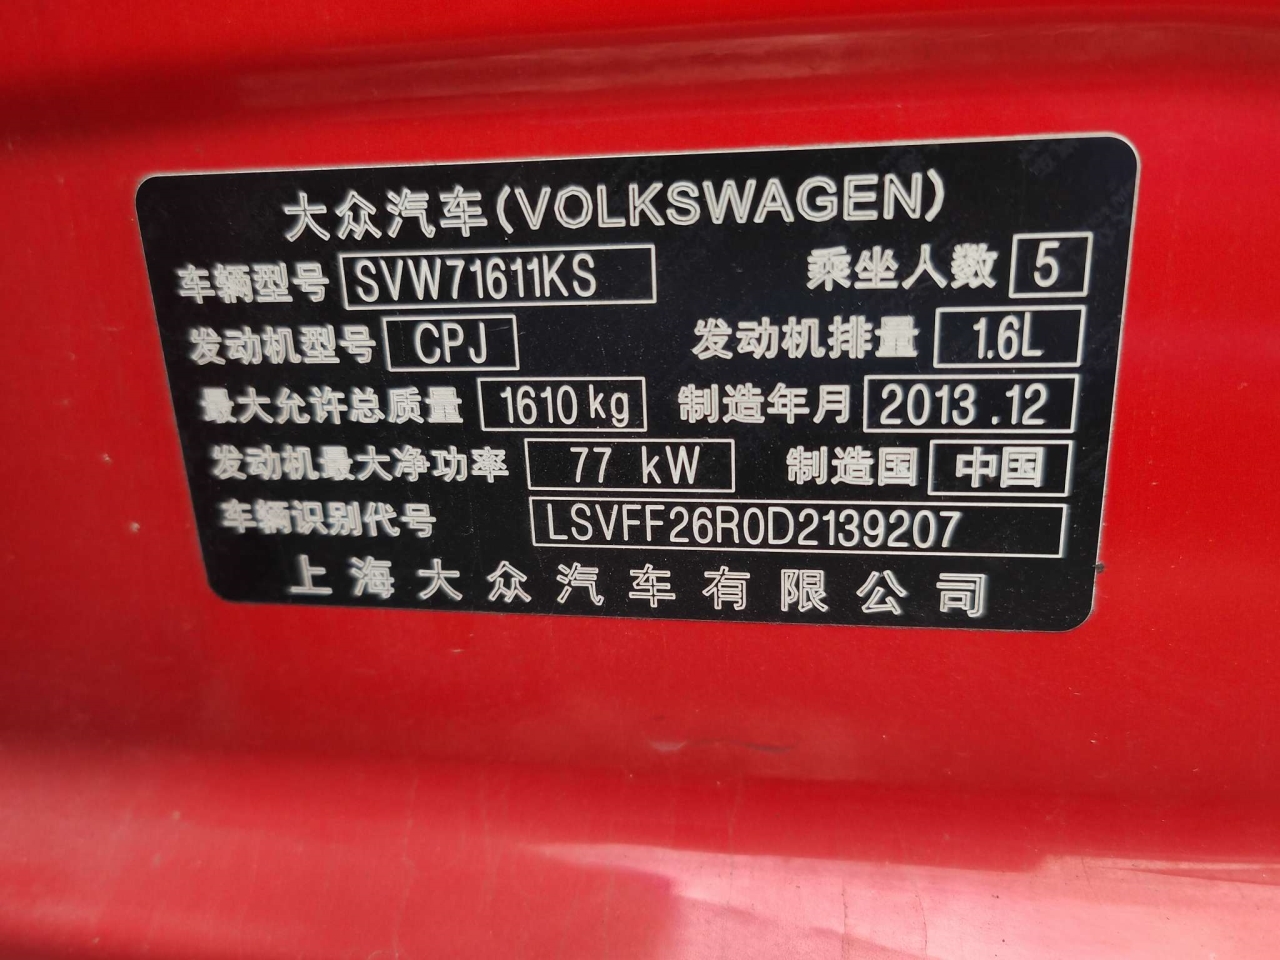 大众汽车(VOLKSWAGEN)
车辆型号 SVW71611KS 乘坐人数 5
发动机型号 CPJ 发动机排量 1.6L
最大允许总质量 1610kg 制造年月 2013.12
发动机最大净功率 77 kW 制造国 中国
车辆识别代号 LSVFF26R0D2139207
上海大众汽车有限公司